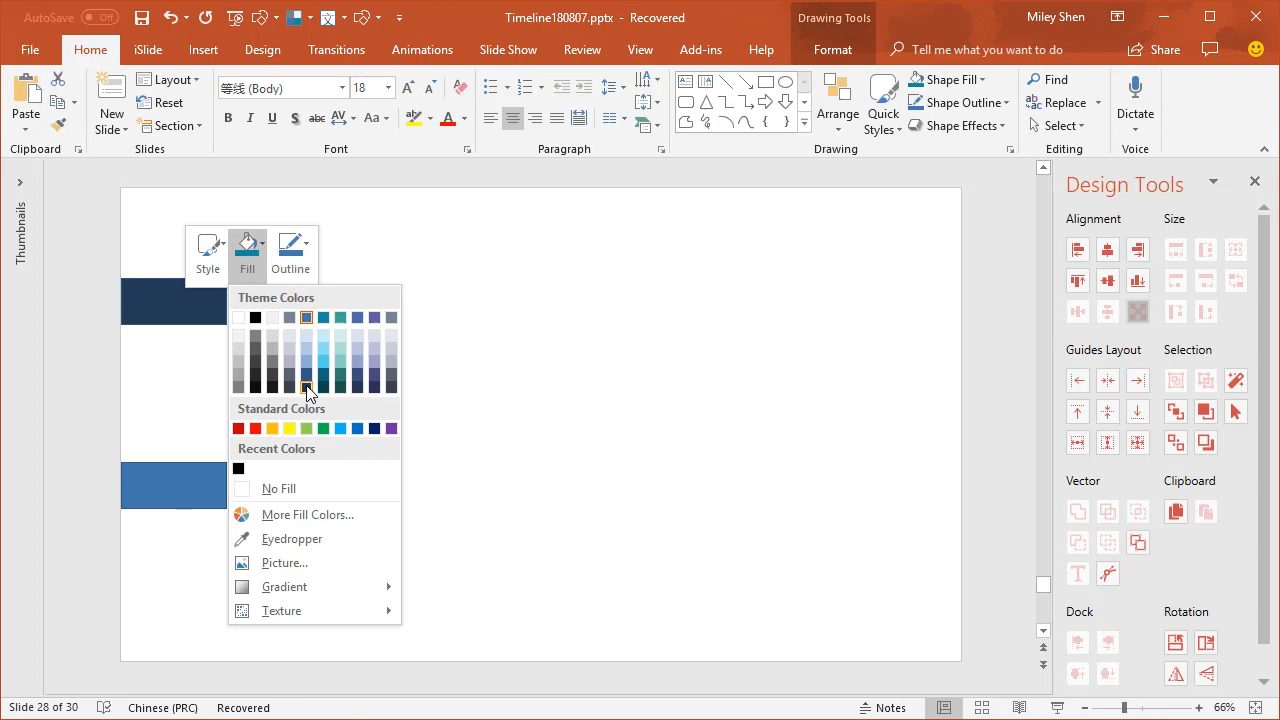 AutoSave Off
Timeline180807.pptx - Recovered
Drawing Tools
Miley Shen
File Home iSlide Insert Design Transitions Animations Slide Show Review View Add-ins Help Format Tell me what you want to do Share
Paste
New
Slide
Layout
Reset
Section
等线 (Body) 18
B I U S abc AV Aa
ab A
Arrange
Quick
Styles
Shape Fill
Shape Outline
Shape Effects
Find
Replace
Select
Dictate
Clipboard Slides Font Paragraph Drawing Editing Voice
Thumbnails
Style Fill Outline
Theme Colors
Standard Colors
Recent Colors
No Fill
More Fill Colors...
Eyedropper
Picture...
Gradient
Texture
Design Tools
Alignment Size
Guides Layout Selection
Vector Clipboard
Dock Rotation
Slide 28 of 30 Chinese (PRC) Recovered Notes 66%